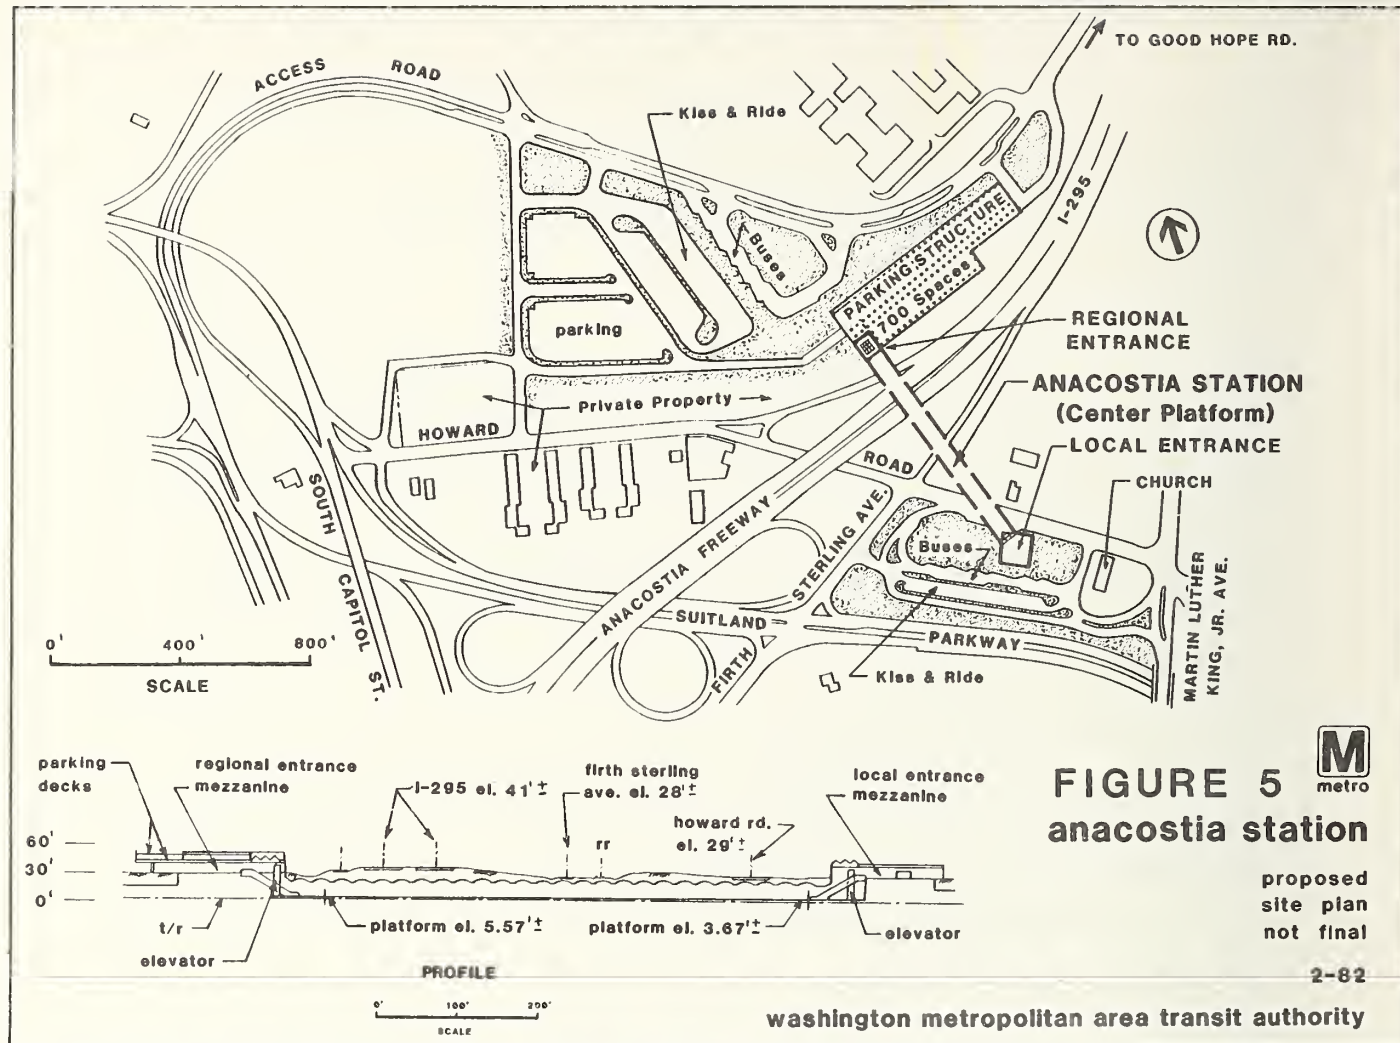 TO GOOD HOPE RD.
ACCESS ROAD
Kiss & Ride
Buses
I-295
PARKING STRUCTURE
700 Spaces
parking
REGIONAL
ENTRANCE
ANACOSTIA STATION
(Center Platform)
Private Property
HOWARD ROAD
LOCAL ENTRANCE
CHURCH
SOUTH CAPITOL ST.
ANACOSTIA FREEWAY
FIRTH STERLING AVE.
Buses
SUITLAND PARKWAY
MARTIN LUTHER
KING, JR. AVE.
Kiss & Ride
0' 400' 800'
SCALE
parking
decks
regional entrance
mezzanine
I-295 el. 41'±
firth sterling
ave. el. 28'±
rr
howard rd.
el. 29'±
local entrance
mezzanine
60'
30'
0'
t/r
elevator
platform el. 5.57'±
platform el. 3.67'±
elevator
PROFILE
0' 100' 200'
SCALE
M
metro
FIGURE 5
anacostia station
proposed
site plan
not final
2-82
washington metropolitan area transit authority